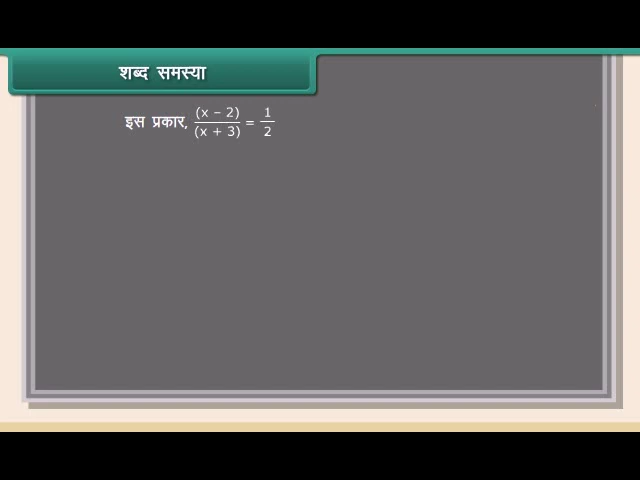 शब्द समस्या
इस प्रकार, (x – 2)/(x + 3) = 1/2